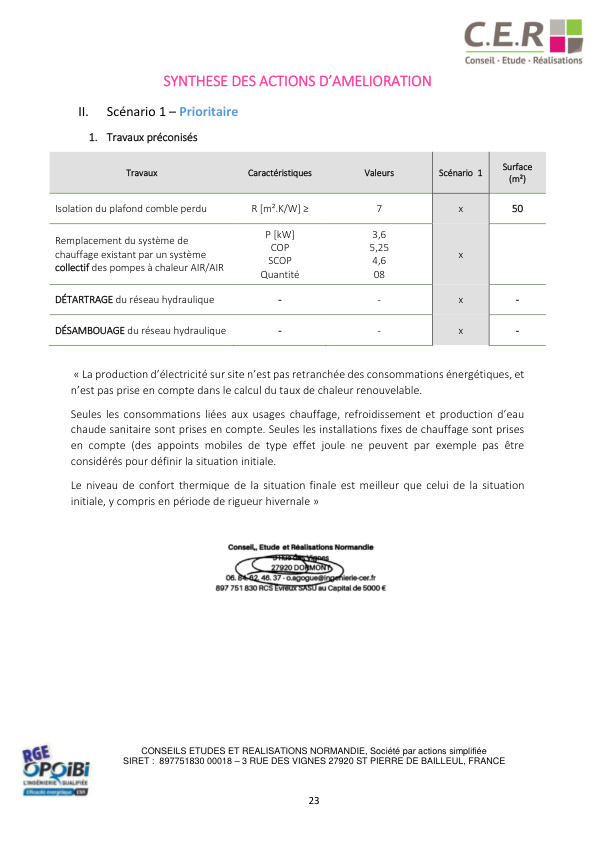 C.E.R
Conseil - Etude - Réalisations
SYNTHESE DES ACTIONS D'AMELIORATION
II. Scénario 1 – Prioritaire
1. Travaux préconisés
Travaux Caractéristiques Valeurs Scénario 1 Surface (m²)
Isolation du plafond comble perdu R [m².K/W] ≥ 7 x 50
Remplacement du système de
chauffage existant par un système
collectif des pompes à chaleur AIR/AIR
P [kW] 3,6
COP 5,25
SCOP 4,6
Quantité 08
x
DÉTARTRAGE du réseau hydraulique - - x -
DÉSAMBOUAGE du réseau hydraulique - - x -
« La production d'électricité sur site n'est pas retranchée des consommations énergétiques, et
n'est pas prise en compte dans le calcul du taux de chaleur renouvelable.
Seules les consommations liées aux usages chauffage, refroidissement et production d'eau
chaude sanitaire sont prises en compte. Seules les installations fixes de chauffage sont prises
en compte (des appoints mobiles de type effet joule ne peuvent par exemple pas être
considérés pour définir la situation initiale.
Le niveau de confort thermique de la situation finale est meilleur que celui de la situation
initiale, y compris en période de rigueur hivernale »
Conseil,, Etude et Réalisations Normandie
des Vignes
27920
06. 84. 62. 46. 37 - o.agogue@ingenierie-cer.fr
897 751 830 RCS Evreux SASU au Capital de 5000 €
RGE
OPQIBI
L'INGÉNIERIE QUALIFIÉE
Efficacité énergétique
CONSEILS ETUDES ET REALISATIONS NORMANDIE, Société par actions simplifiée
SIRET : 897751830 00018 – 3 RUE DES VIGNES 27920 ST PIERRE DE BAILLEUL, FRANCE
23